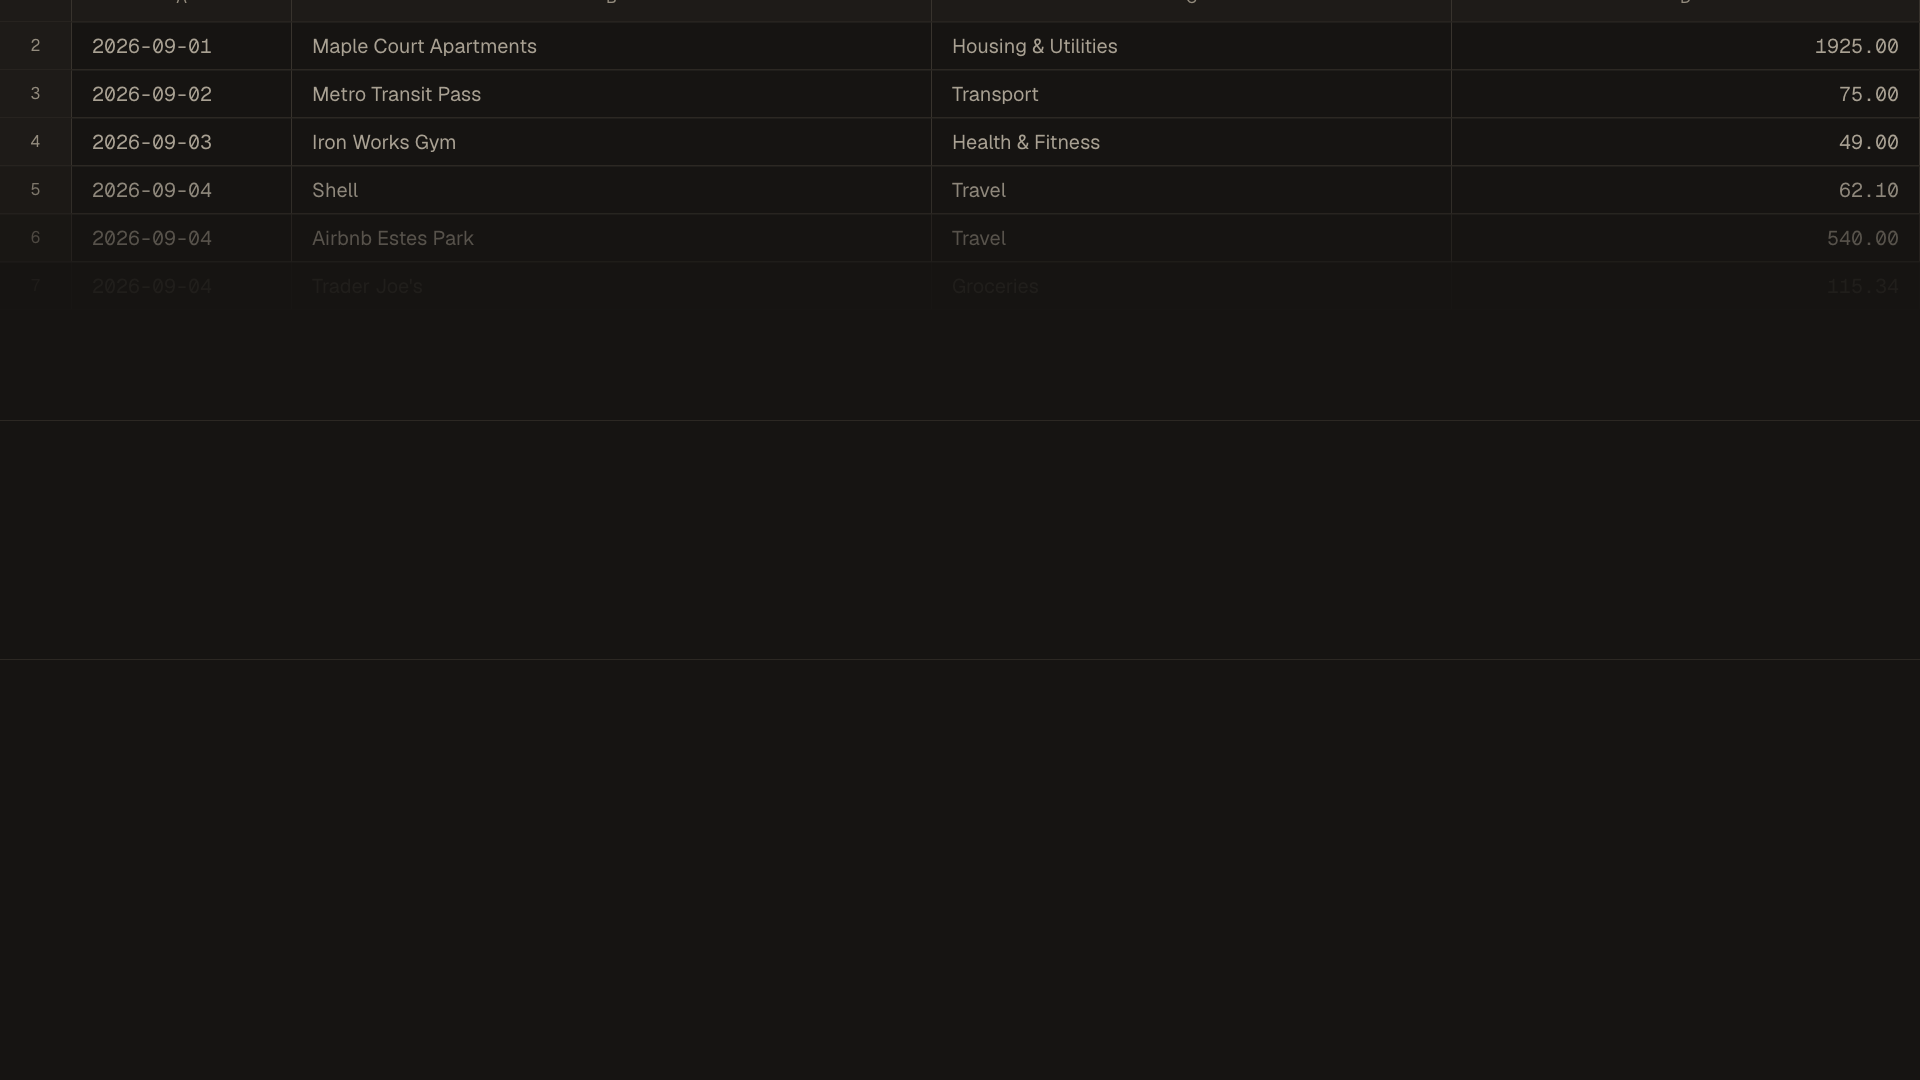 A B C D
2 2026-09-01 Maple Court Apartments Housing & Utilities 1925.00
3 2026-09-02 Metro Transit Pass Transport 75.00
4 2026-09-03 Iron Works Gym Health & Fitness 49.00
5 2026-09-04 Shell Travel 62.10
6 2026-09-04 Airbnb Estes Park Travel 540.00
7 2026-09-04 Trader Joe's Groceries 115.34